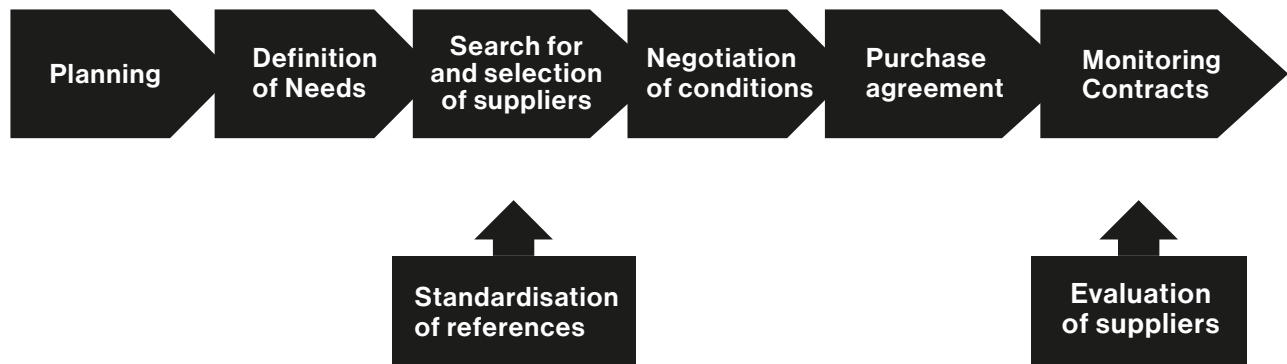 Planning
Definition
of Needs
Search for
and selection
of suppliers
Negotiation
of conditions
Purchase
agreement
Monitoring
Contracts
Standardisation
of references
Evaluation
of suppliers